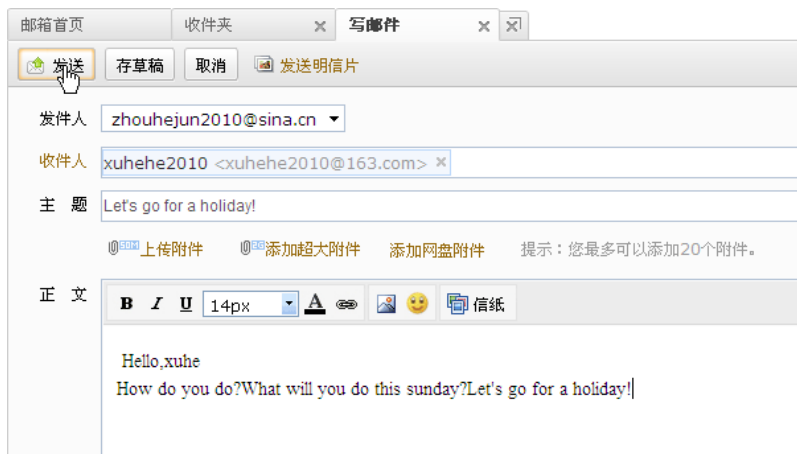 邮箱首页 收件夹 写邮件
发送 存草稿 取消 发送明信片
发件人 zhouhejun2010@sina.cn
收件人 xuhehe2010 <xuhehe2010@163.com>
主 题 Let's go for a holiday!
50M 上传附件 2G 添加超大附件 添加网盘附件 提示：您最多可以添加20个附件。
正 文 B I U 14px A 信纸
Hello,xuhe
How do you do?What will you do this sunday?Let's go for a holiday!